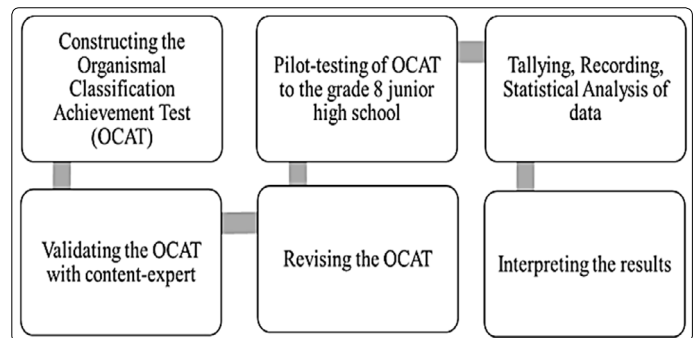 Constructing the
Organismal
Classification
Achievement Test
(OCAT)
Validating the OCAT
with content-expert
Revising the OCAT
Pilot-testing of OCAT
to the grade 8 junior
high school
Tallying, Recording,
Statistical Analysis of
data
Interpreting the results